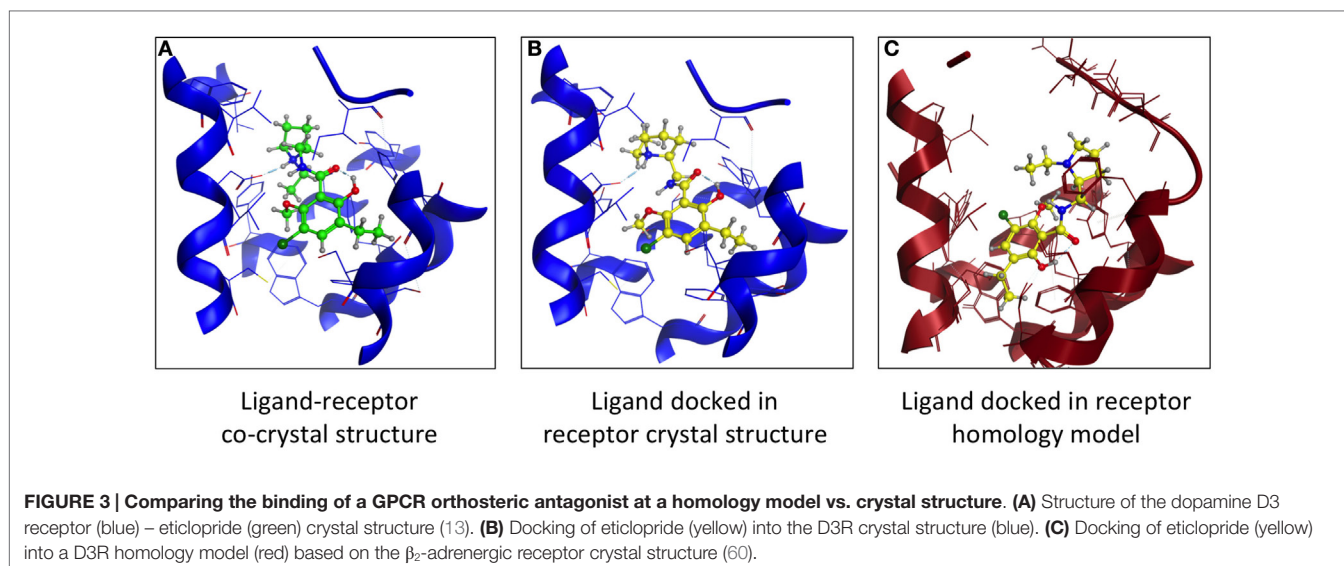 A
B
C
Ligand-receptor
co-crystal structure
Ligand docked in
receptor crystal structure
Ligand docked in receptor
homology model
FIGURE 3 | Comparing the binding of a GPCR orthosteric antagonist at a homology model vs. crystal structure. (A) Structure of the dopamine D3
receptor (blue) – eticlopride (green) crystal structure (13). (B) Docking of eticlopride (yellow) into the D3R crystal structure (blue). (C) Docking of eticlopride (yellow)
into a D3R homology model (red) based on the β₂-adrenergic receptor crystal structure (60).